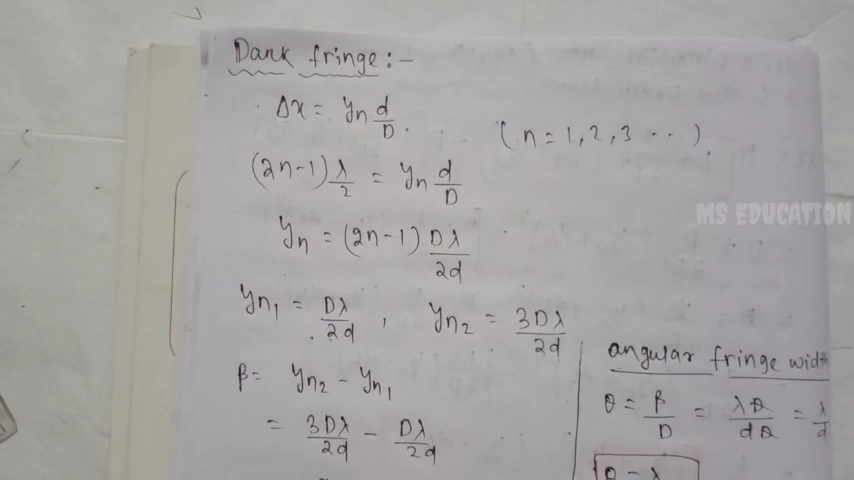 Dark fringe:-
Δx = yₙ d/D.
(n = 1, 2, 3 ...).
(2n-1) λ/2 = yₙ d/D
yₙ = (2n-1) Dλ/2d
yₙ₁ = Dλ/2d , yₙ₂ = 3Dλ/2d
β = yₙ₂ - yₙ₁
= 3Dλ/2d - Dλ/2d
angular fringe width
θ = β/D = λD/dD = λ/d
MS EDUCATION